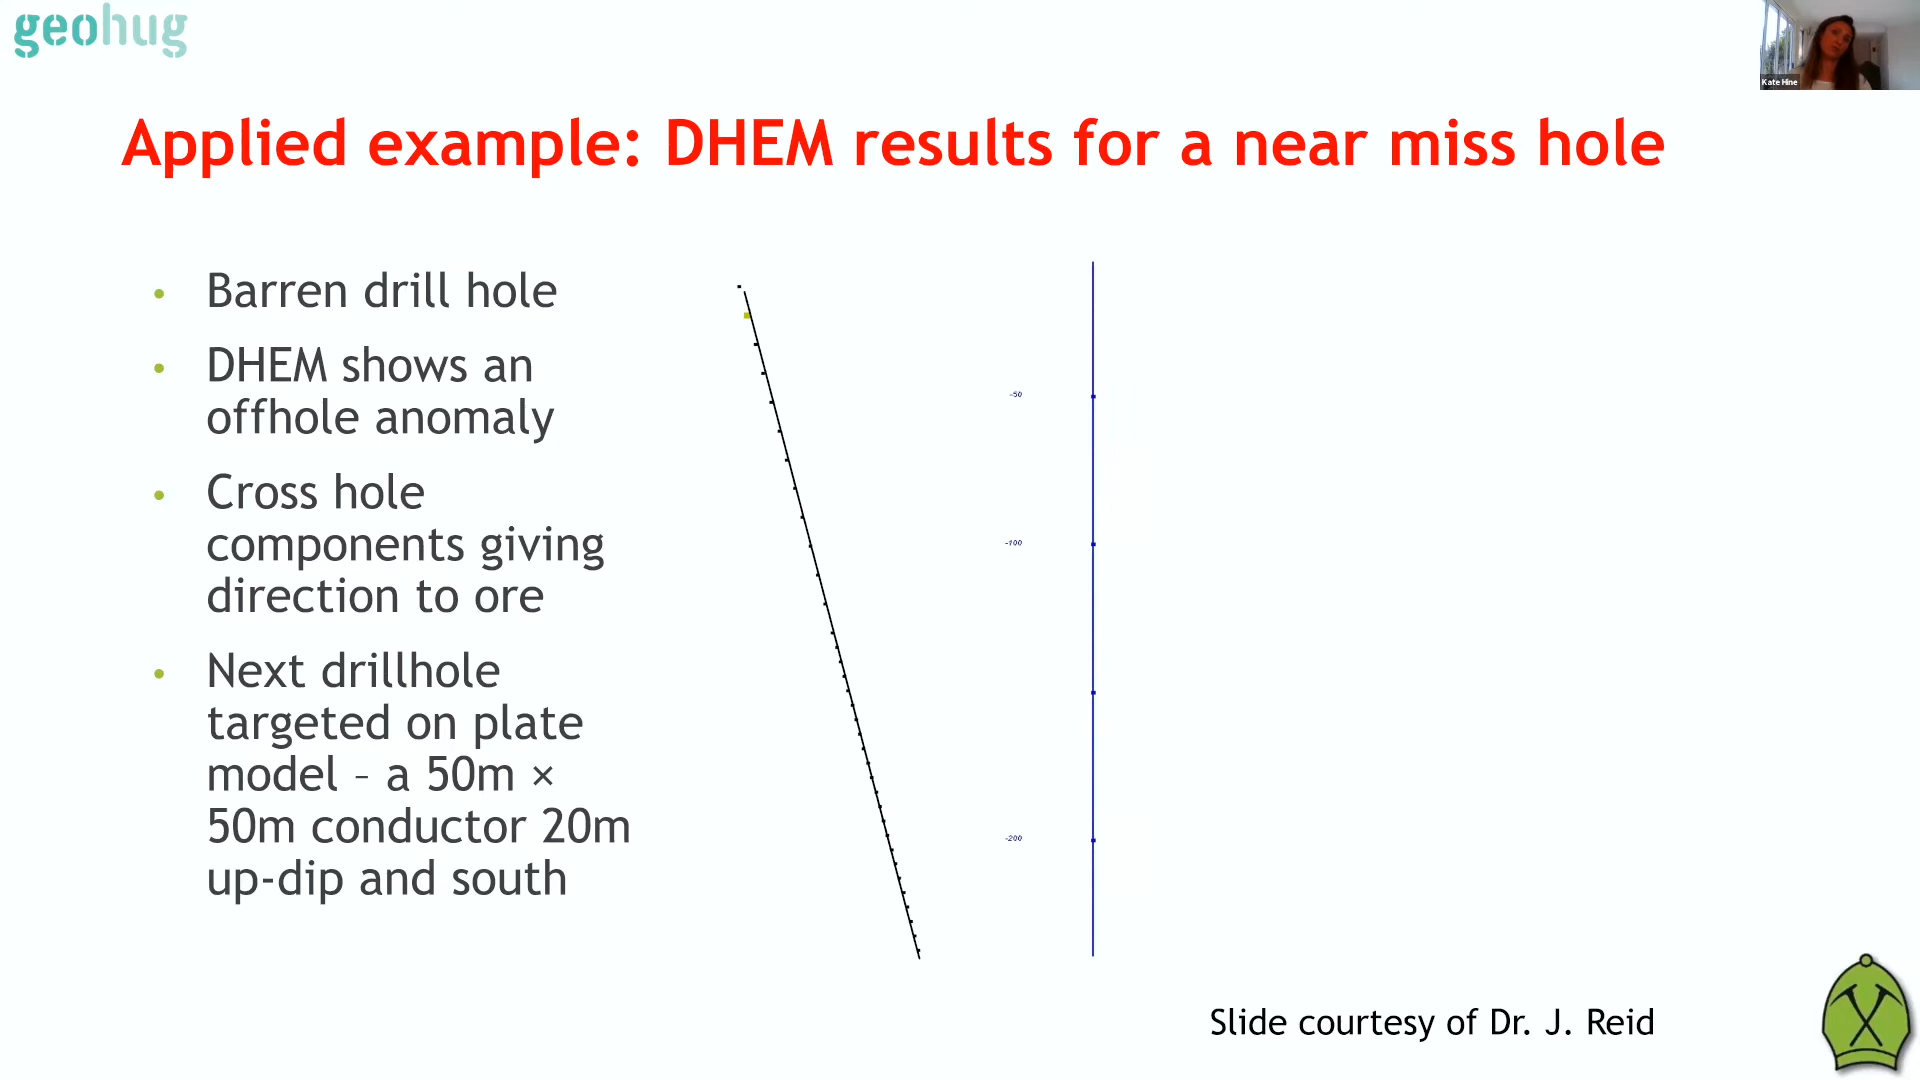 geohug
Kate Hine
Applied example: DHEM results for a near miss hole
• Barren drill hole
• DHEM shows an
offhole anomaly
• Cross hole
components giving
direction to ore
• Next drillhole
targeted on plate
model – a 50m ×
50m conductor 20m
up-dip and south
-50
-100
-200
Slide courtesy of Dr. J. Reid